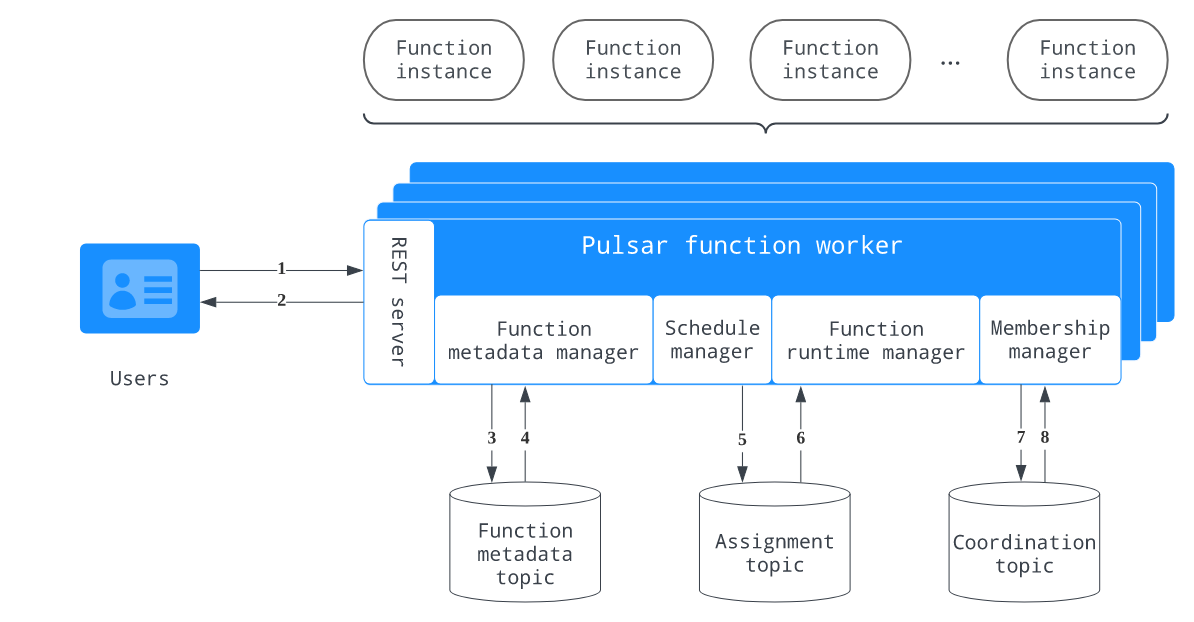 Function
instance
Function
instance
Function
instance
...
Function
instance
Pulsar function worker
REST server
1
2
Users
Function
metadata manager
Schedule
manager
Function
runtime manager
Membership
manager
3
4
5
6
7
8
Function
metadata
topic
Assignment
topic
Coordination
topic